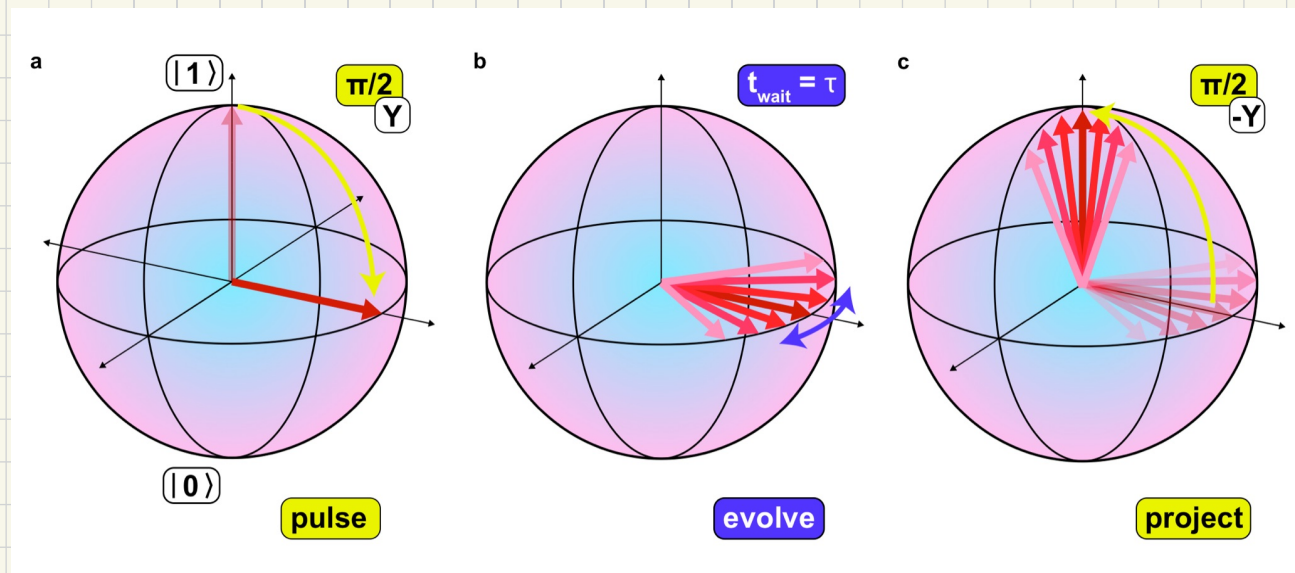 a
|1⟩
π/2
Y
|0⟩
pulse
b
t_wait = τ
evolve
c
π/2
-Y
project